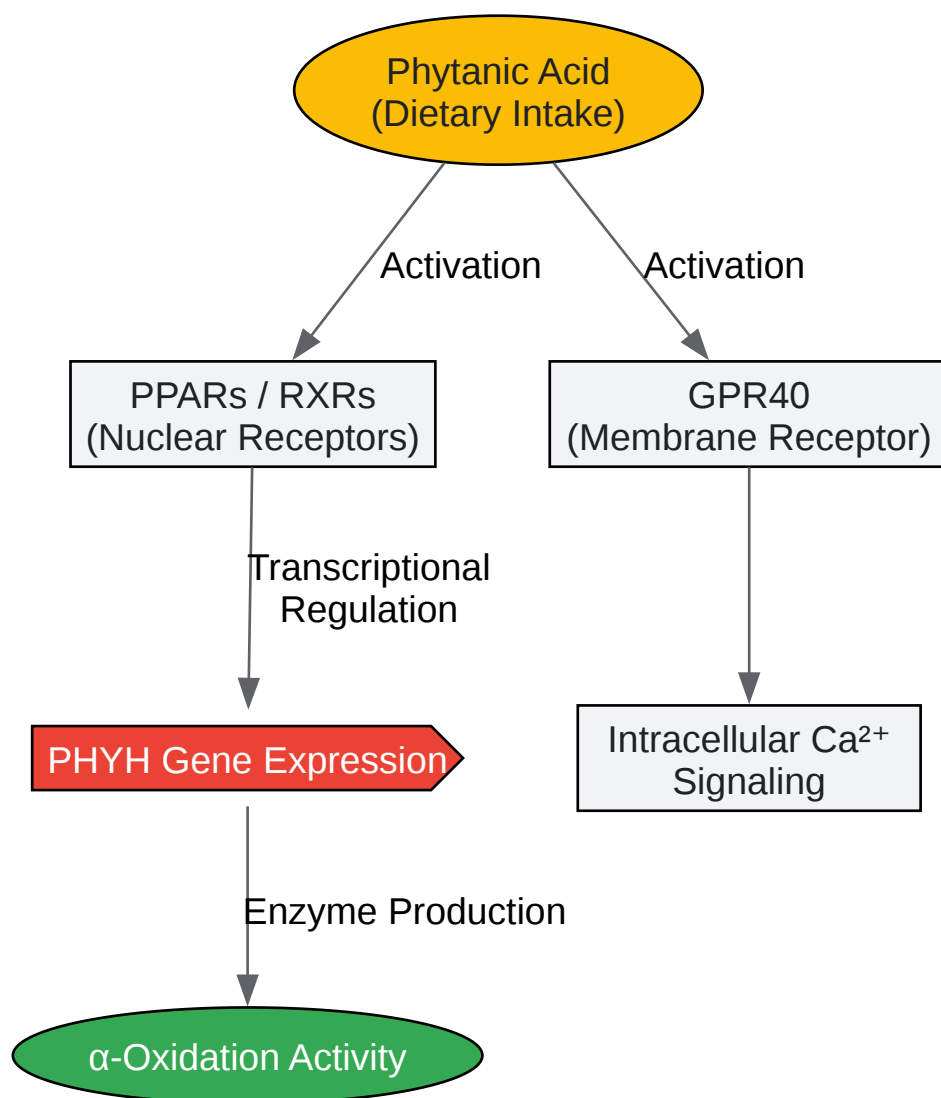 Phytanic Acid
(Dietary Intake)
Activation
Activation
PPARs / RXRs
(Nuclear Receptors)
GPR40
(Membrane Receptor)
Transcriptional
Regulation
PHYH Gene Expression
Intracellular Ca²⁺
Signaling
Enzyme Production
α-Oxidation Activity